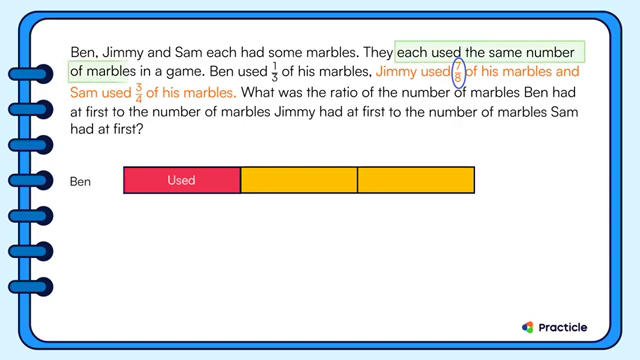 Ben, Jimmy and Sam each had some marbles. They each used the same number
of marbles in a game. Ben used 1/3 of his marbles, Jimmy used 7/8 of his marbles and
Sam used 3/4 of his marbles. What was the ratio of the number of marbles Ben had
at first to the number of marbles Jimmy had at first to the number of marbles Sam
had at first?
Ben Used
Practicle